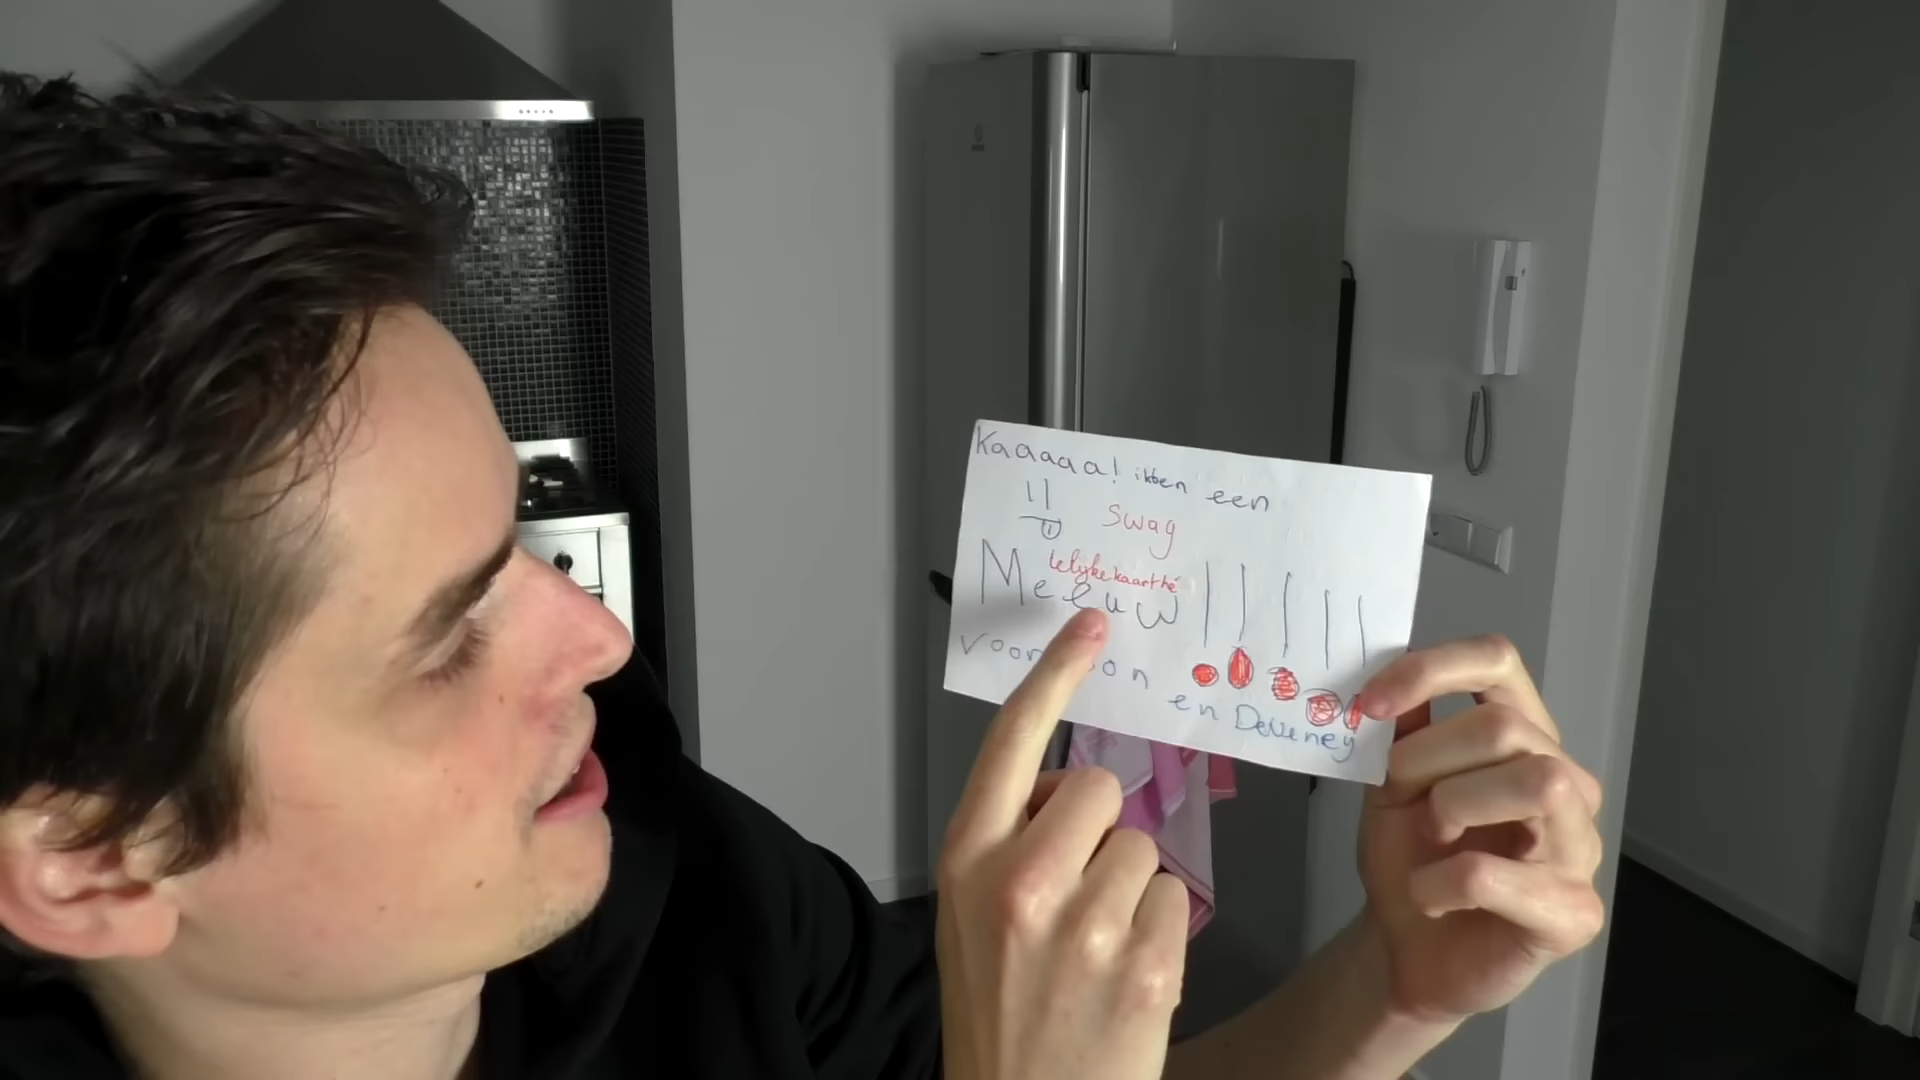 Kaaaaa! ikben een
swag
lelijke kaart hé
Meeuw !!!!!
voor
en Deveney